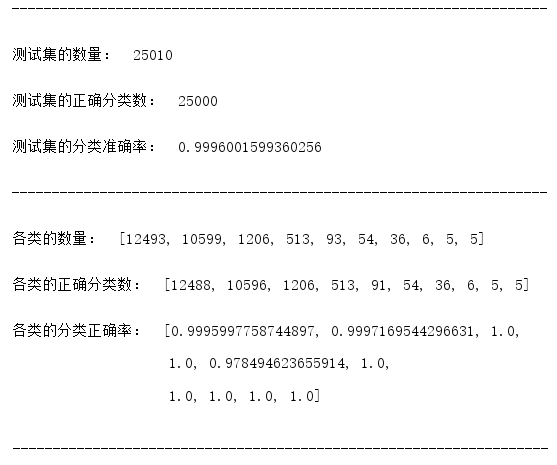 测试集的数量： 25010
测试集的正确分类数： 25000
测试集的分类准确率： 0.9996001599360256
各类的数量： [12493, 10599, 1206, 513, 93, 54, 36, 6, 5, 5]
各类的正确分类数： [12488, 10596, 1206, 513, 91, 54, 36, 6, 5, 5]
各类的分类正确率： [0.9995997758744897, 0.9997169544296631, 1.0,
1.0, 0.978494623655914, 1.0,
1.0, 1.0, 1.0, 1.0]